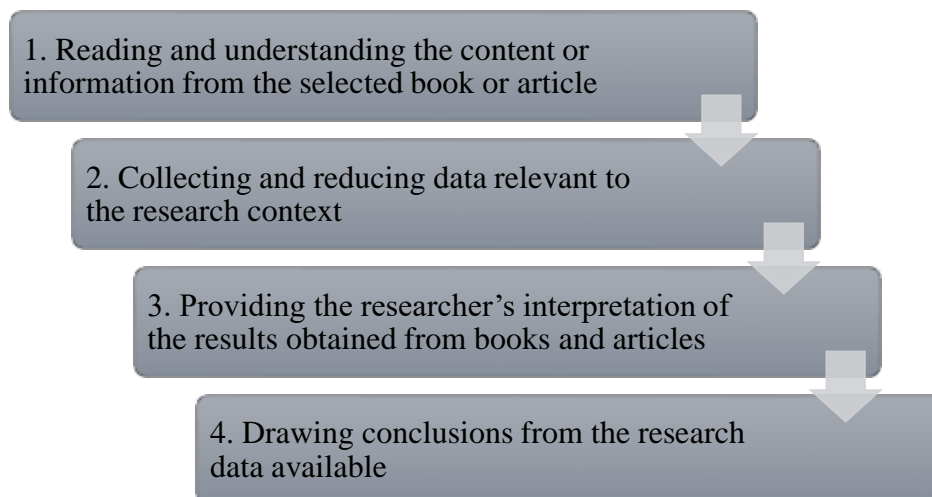 1. Reading and understanding the content or
information from the selected book or article
2. Collecting and reducing data relevant to
the research context
3. Providing the researcher’s interpretation of
the results obtained from books and articles
4. Drawing conclusions from the research
data available